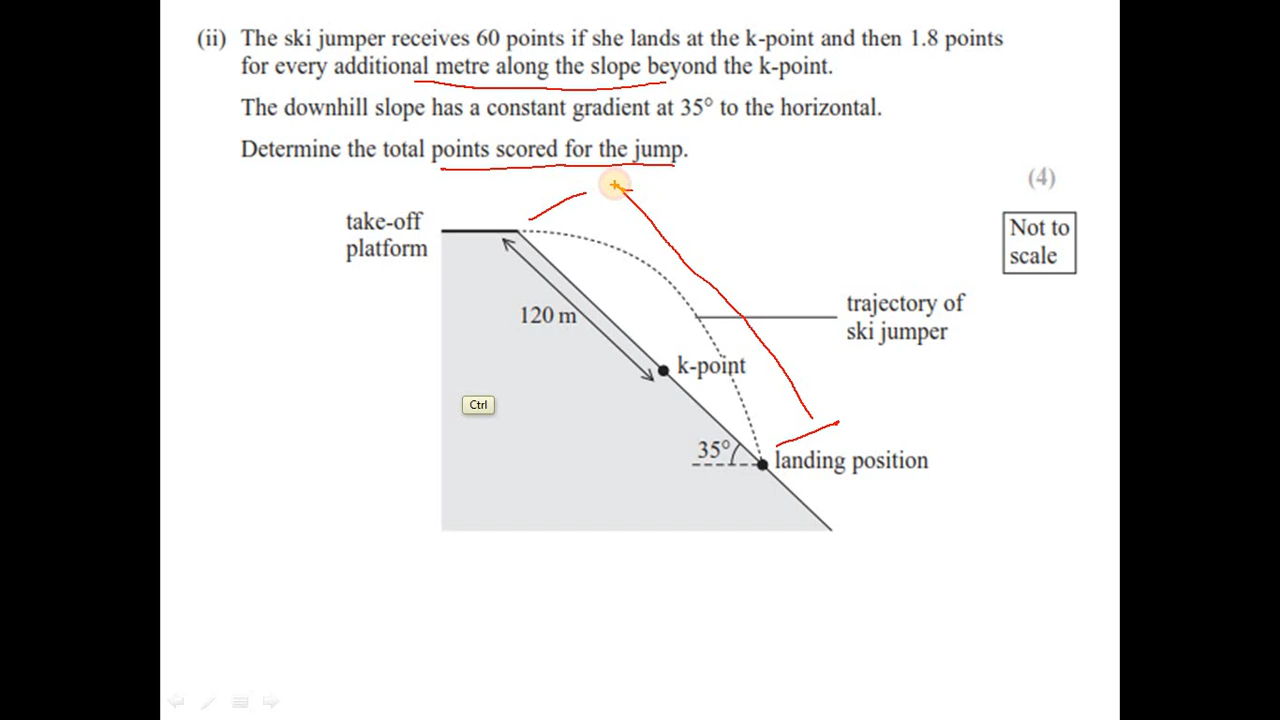 (ii) The ski jumper receives 60 points if she lands at the k-point and then 1.8 points
for every additional metre along the slope beyond the k-point.
The downhill slope has a constant gradient at 35° to the horizontal.
Determine the total points scored for the jump.
(4)
take-off
platform
Not to
scale
120 m
trajectory of
ski jumper
k-point
Ctrl
35°
landing position